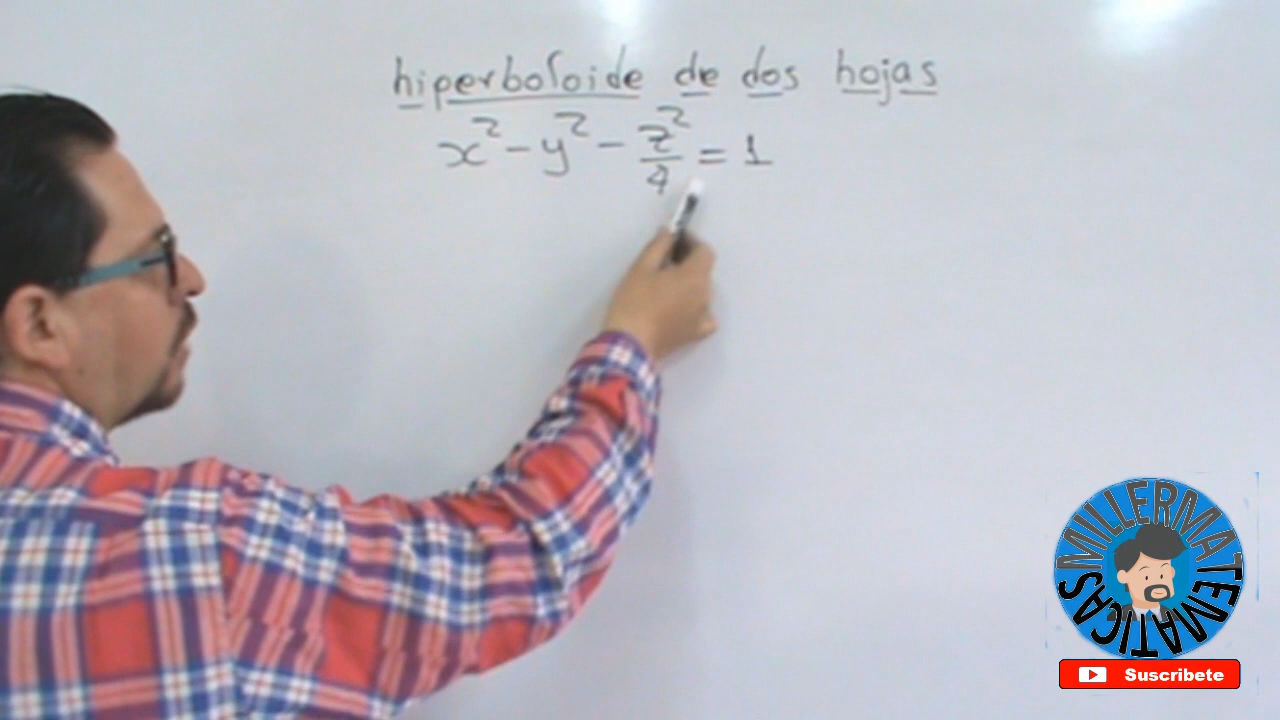 hiperboloide de dos hojas
x² - y² - z²/4 = 1
MILLERMATEMATICAS
Suscribete